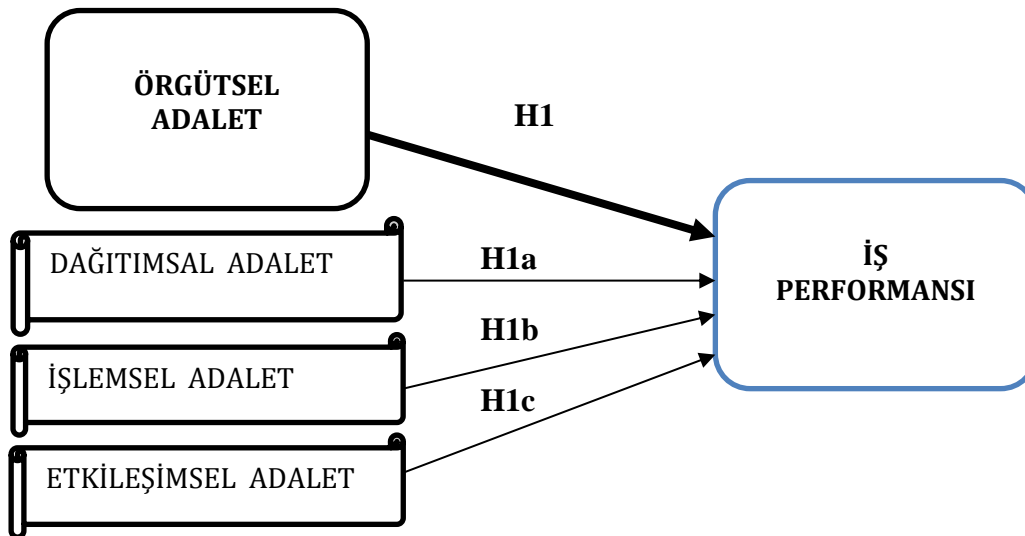 ÖRGÜTSEL
ADALET
H1
DAĞITIMSAL ADALET
H1a
İŞ
PERFORMANSI
H1b
İŞLEMSEL ADALET
H1c
ETKİLEŞİMSEL ADALET